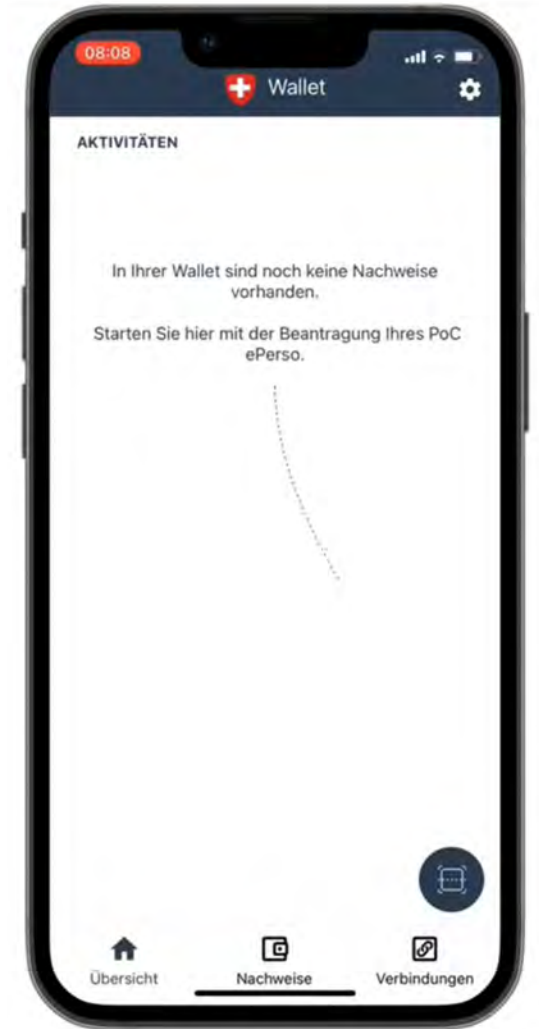 08:08
Wallet
AKTIVITÄTEN
In Ihrer Wallet sind noch keine Nachweise
vorhanden.
Starten Sie hier mit der Beantragung Ihres PoC
ePerso.
Übersicht
Nachweise
Verbindungen